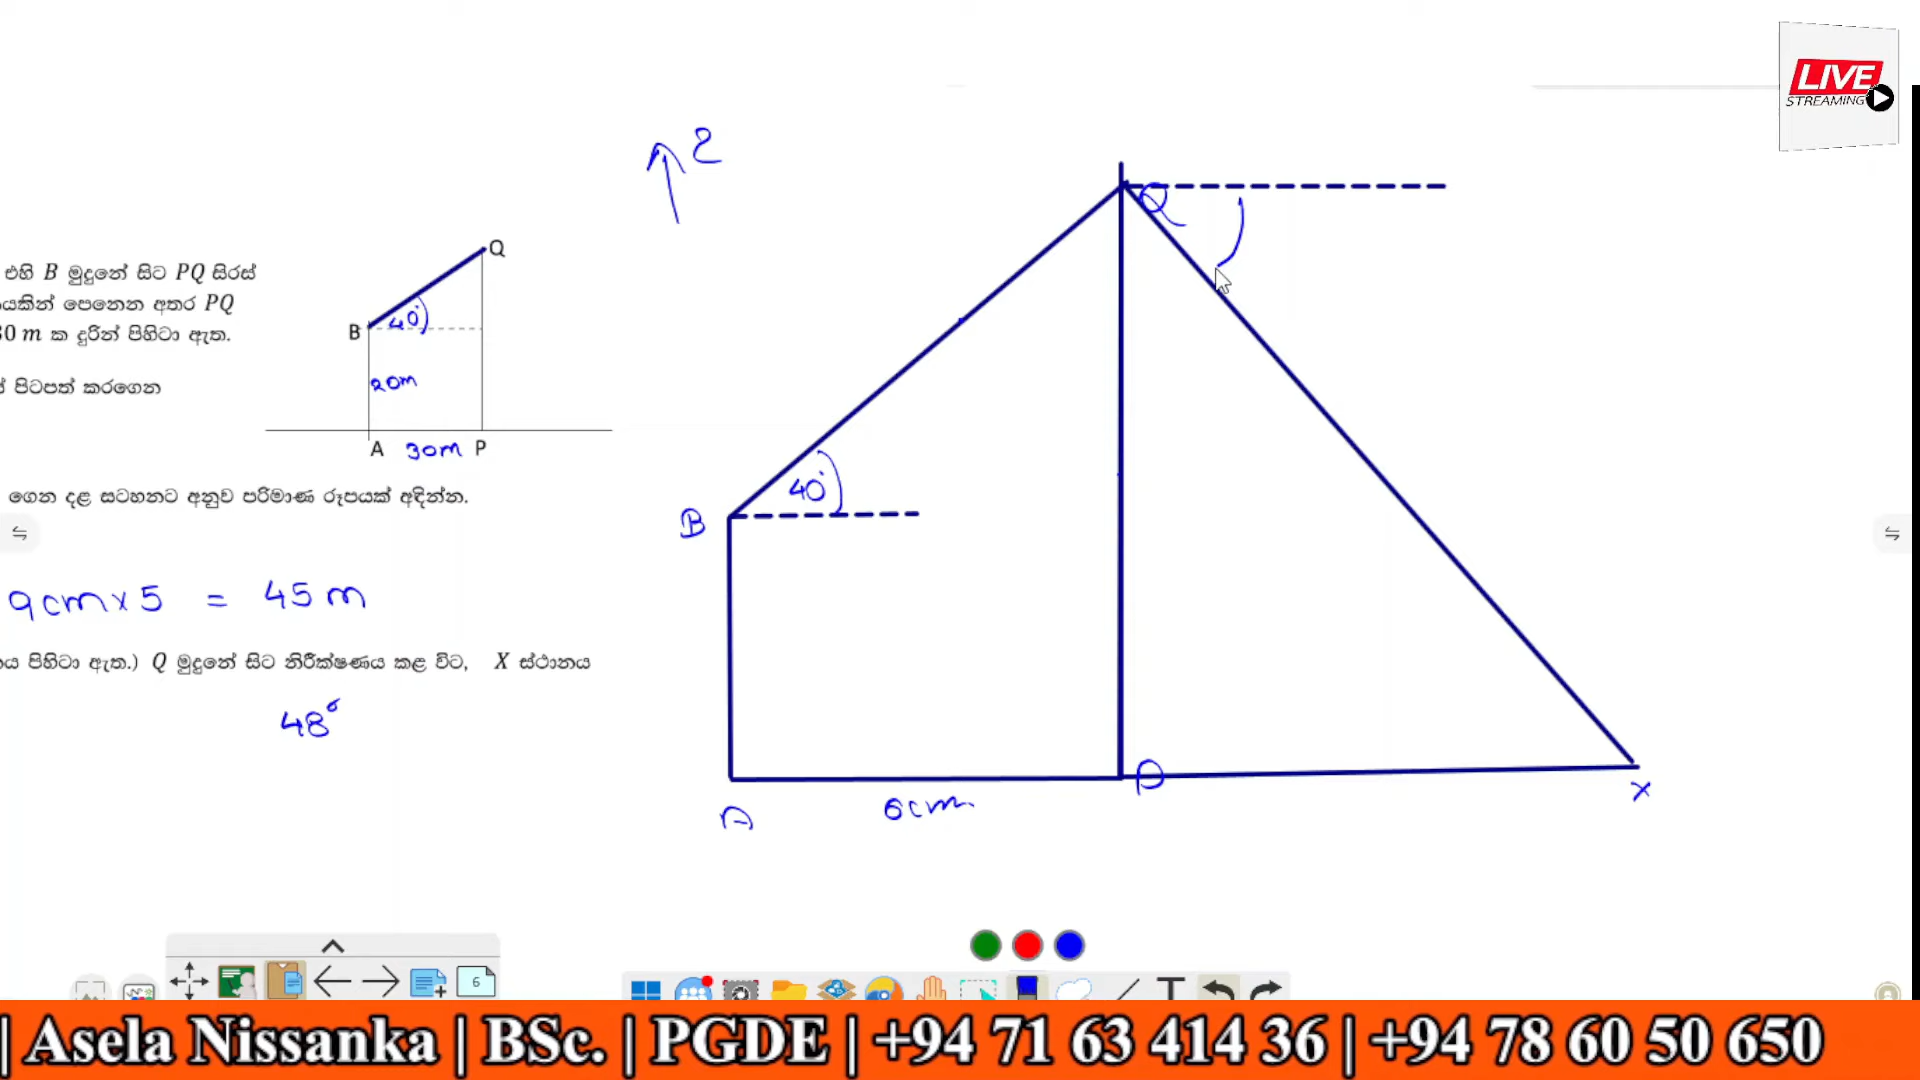 LIVE
STREAMING
එහි B මුදුනේ සිට PQ සිරස්
යකින් පෙනෙන අතර PQ
30 m ක දුරින් පිහිටා ඇත.
පිටපත් කරගෙන
Q
B
40°
20m
A 30m P
ගෙන දළ සටහනට අනුව පරිමාණ රූපයක් අඳින්න.
9cm x 5 = 45 m
ය පිහිටා ඇත.) Q මුදුනේ සිට නිරීක්ෂණය කළ විට, X ස්ථානය
48°
Q
40°
B
P
A
6cm
x
6
| Asela Nissanka | BSc. | PGDE | +94 71 63 414 36 | +94 78 60 50 650